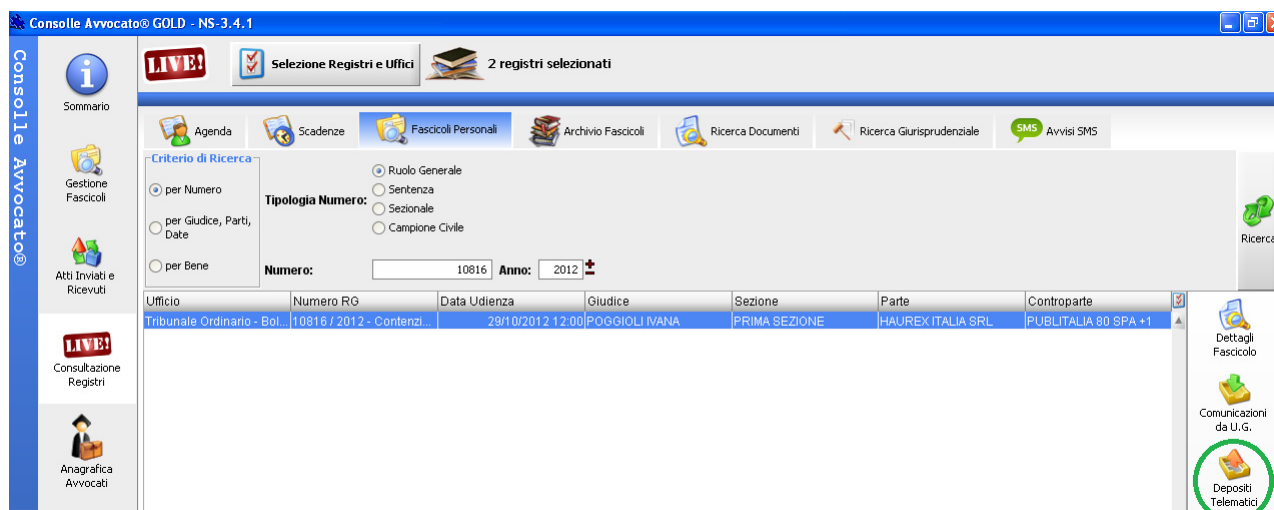 Consolle Avvocato® GOLD - NS-3.4.1
Consolle Avvocato®
Sommario
Gestione
Fascicoli
Atti Inviati e
Ricevuti
LIVE!
Consultazione
Registri
Anagrafica
Avvocati
LIVE!
Selezione Registri e Uffici
2 registri selezionati
Agenda
Scadenze
Fascicoli Personali
Archivio Fascicoli
Ricerca Documenti
Ricerca Giurisprudenziale
SMS Avvisi SMS
Criterio di Ricerca
per Numero
per Giudice, Parti,
Date
per Bene
Tipologia Numero:
Ruolo Generale
Sentenza
Sezionale
Campione Civile
Numero: 10816 Anno: 2012
Ricerca
Ufficio Numero RG Data Udienza Giudice Sezione Parte Controparte
Tribunale Ordinario - Bol... 10816 / 2012 - Contenzi... 29/10/2012 12:00 POGGIOLI IVANA PRIMA SEZIONE HAUREX ITALIA SRL PUBLITALIA 80 SPA +1
Dettagli
Fascicolo
Comunicazioni
da U.G.
Depositi
Telematici